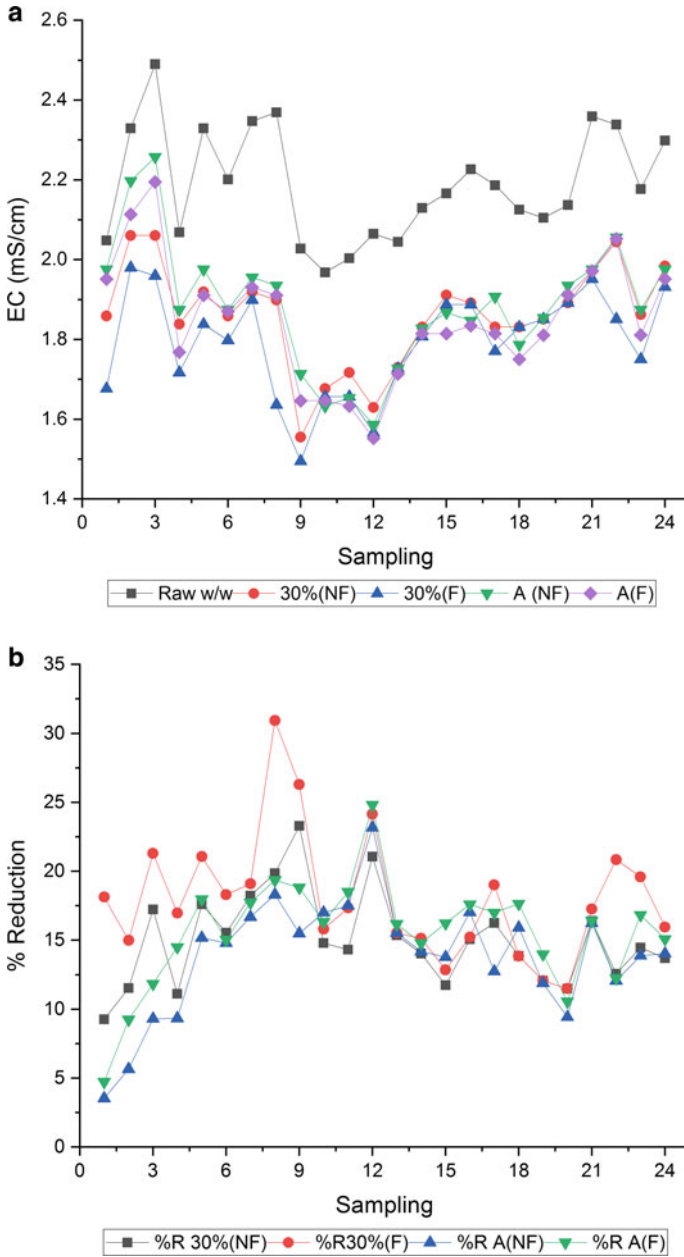 a
2.6
2.4
2.2
2.0
1.8
1.6
1.4
EC (mS/cm)
0 3 6 9 12 15 18 21 24
Sampling
Raw w/w 30%(NF) 30%(F) A (NF) A(F)
b
35
30
25
20
15
10
5
0
% Reduction
0 3 6 9 12 15 18 21 24
Sampling
%R 30%(NF) %R30%(F) %R A(NF) %R A(F)